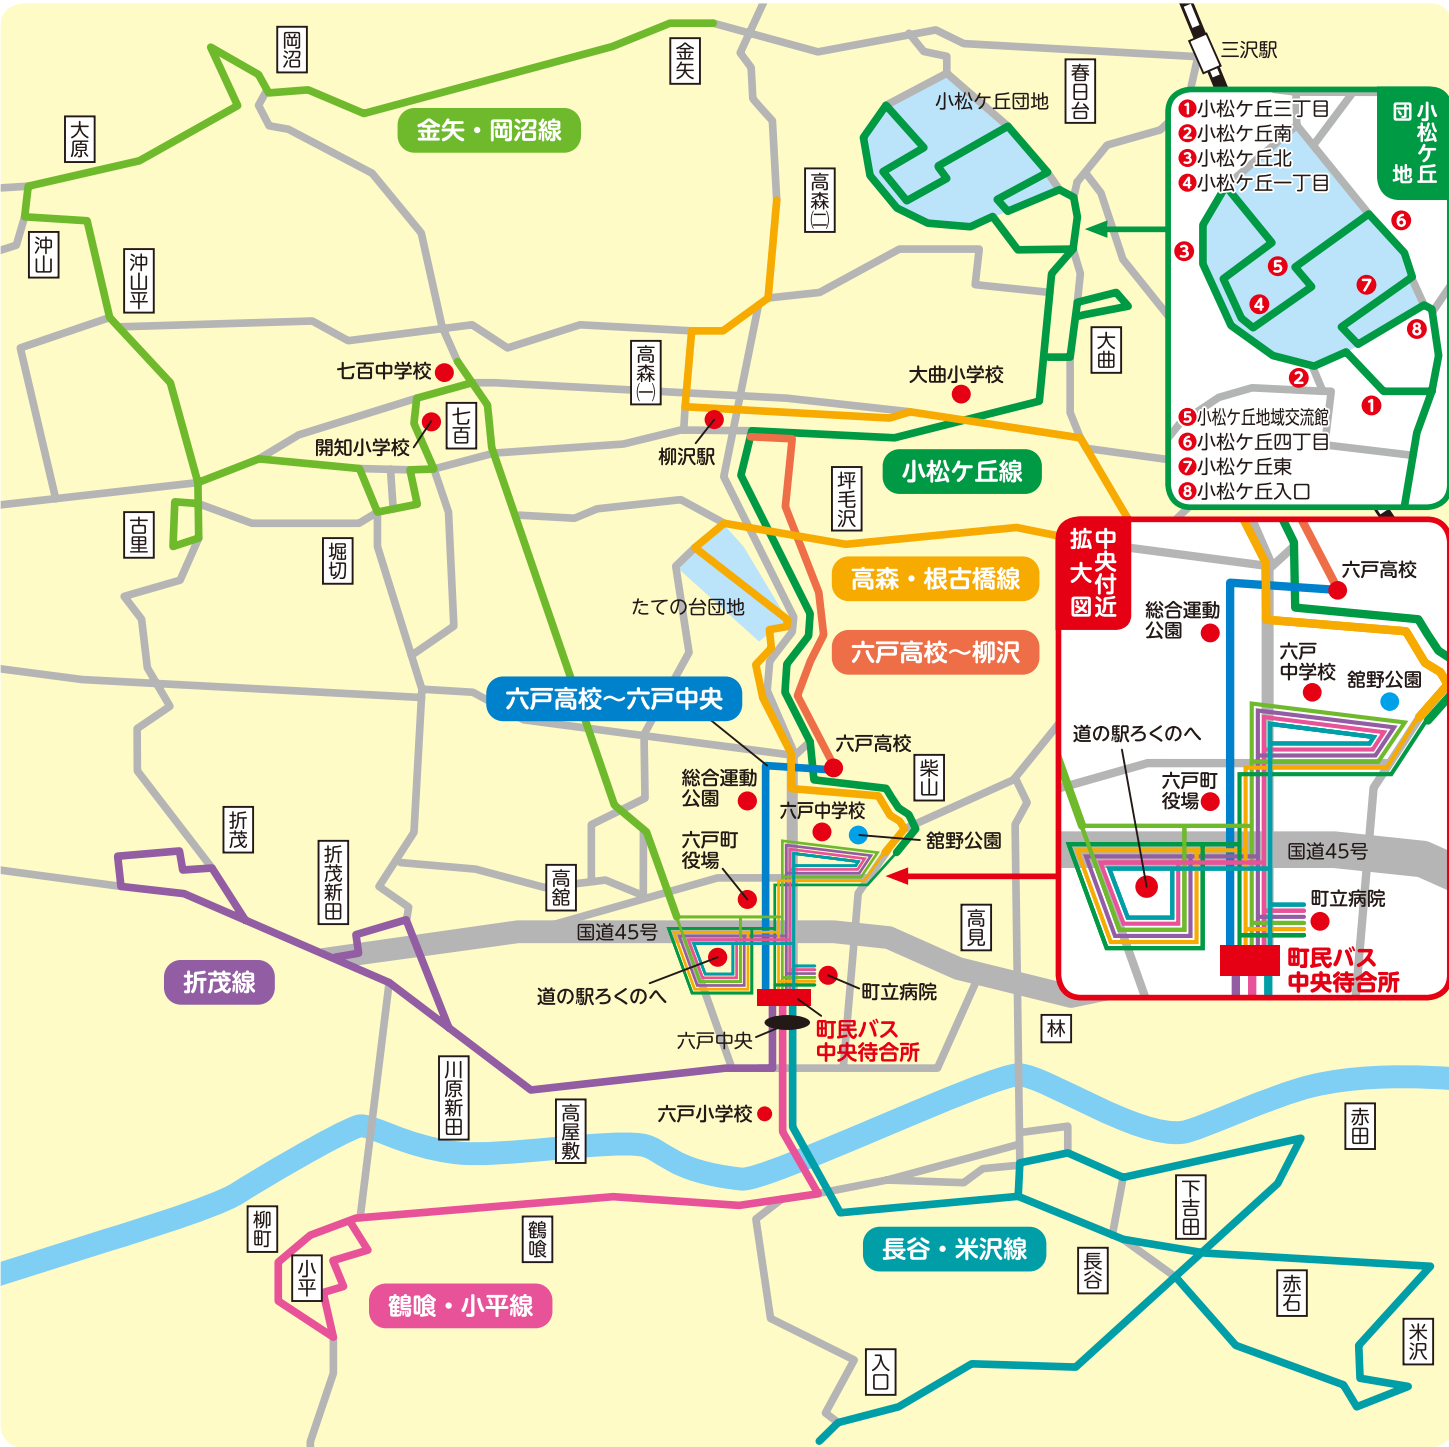 岡沼
金矢
三沢駅
春日台
小松ケ丘団地
❶小松ケ丘三丁目
❷小松ケ丘南
❸小松ケ丘北
❹小松ケ丘一丁目
小松ケ丘
団地
大原
金矢・岡沼線
高森(二)
沖山
沖山平
❻
❸
❺
❼
❹
❽
❷
❶
七百中学校
高森(一)
大曲
大曲小学校
七百
開知小学校
柳沢駅
❺小松ケ丘地域交流館
❻小松ケ丘四丁目
❼小松ケ丘東
❽小松ケ丘入口
小松ケ丘線
坪毛沢
古里
堀切
中央付近
拡大図
六戸高校
高森・根古橋線
たての台団地
総合運動
公園
六戸高校〜柳沢
六戸
中学校
舘野公園
六戸高校〜六戸中央
道の駅ろくのへ
六戸高校
柴山
総合運動
公園
六戸町
役場
六戸中学校
舘野公園
折茂
六戸町
役場
国道45号
折茂新田
高舘
町立病院
高見
国道45号
町民バス
中央待合所
折茂線
道の駅ろくのへ
町立病院
六戸中央
町民バス
中央待合所
林
川原新田
高屋敷
六戸小学校
赤田
柳町
鶴喰
下吉田
長谷・米沢線
小平
長谷
赤石
鶴喰・小平線
米沢
入口